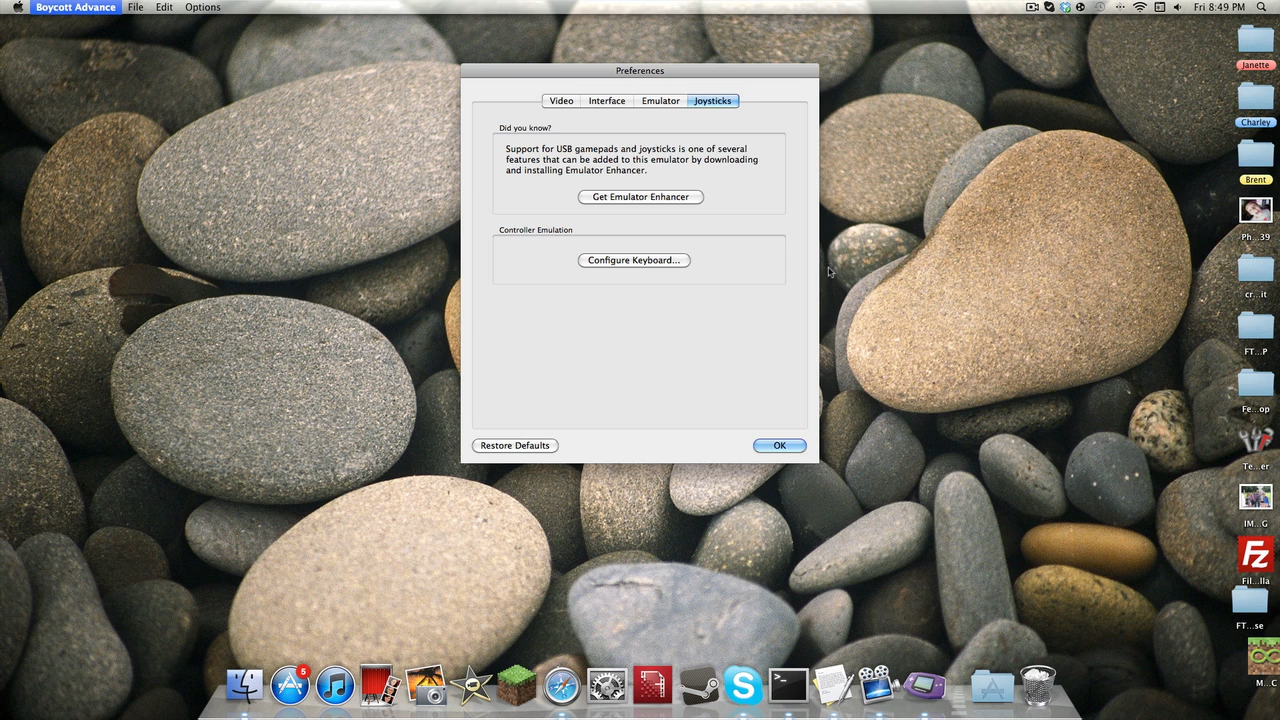 Boycott Advance File Edit Options Fri 8:49 PM
Preferences
Video Interface Emulator Joysticks
Did you know?
Support for USB gamepads and joysticks is one of several
features that can be added to this emulator by downloading
and installing Emulator Enhancer.
Get Emulator Enhancer
Controller Emulation
Configure Keyboard...
Restore Defaults OK
Janette
Charley
Brent
Ph...39
cr...it
FT...P
Fe...op
Te...er
IM...G
Fz
Fil...lla
FT...se
M...C
5
S
>_